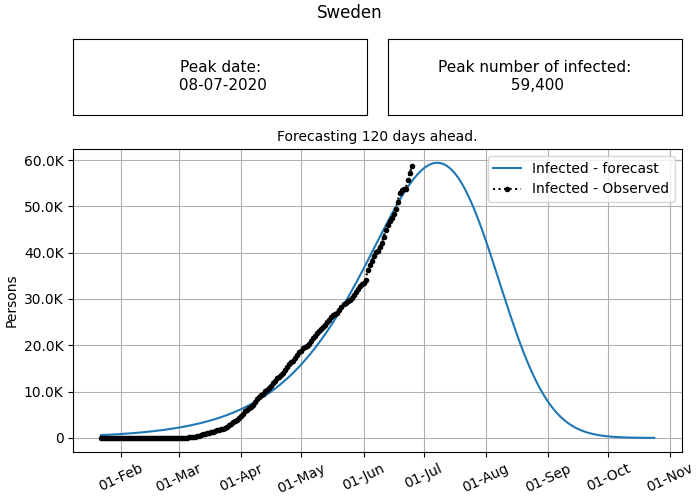 Sweden
Peak date:
08-07-2020
Peak number of infected:
59,400
Forecasting 120 days ahead.
Infected - forecast
Infected - Observed
60.0K
50.0K
40.0K
30.0K
20.0K
10.0K
0
Persons
01-Feb
01-Mar
01-Apr
01-May
01-Jun
01-Jul
01-Aug
01-Sep
01-Oct
01-Nov